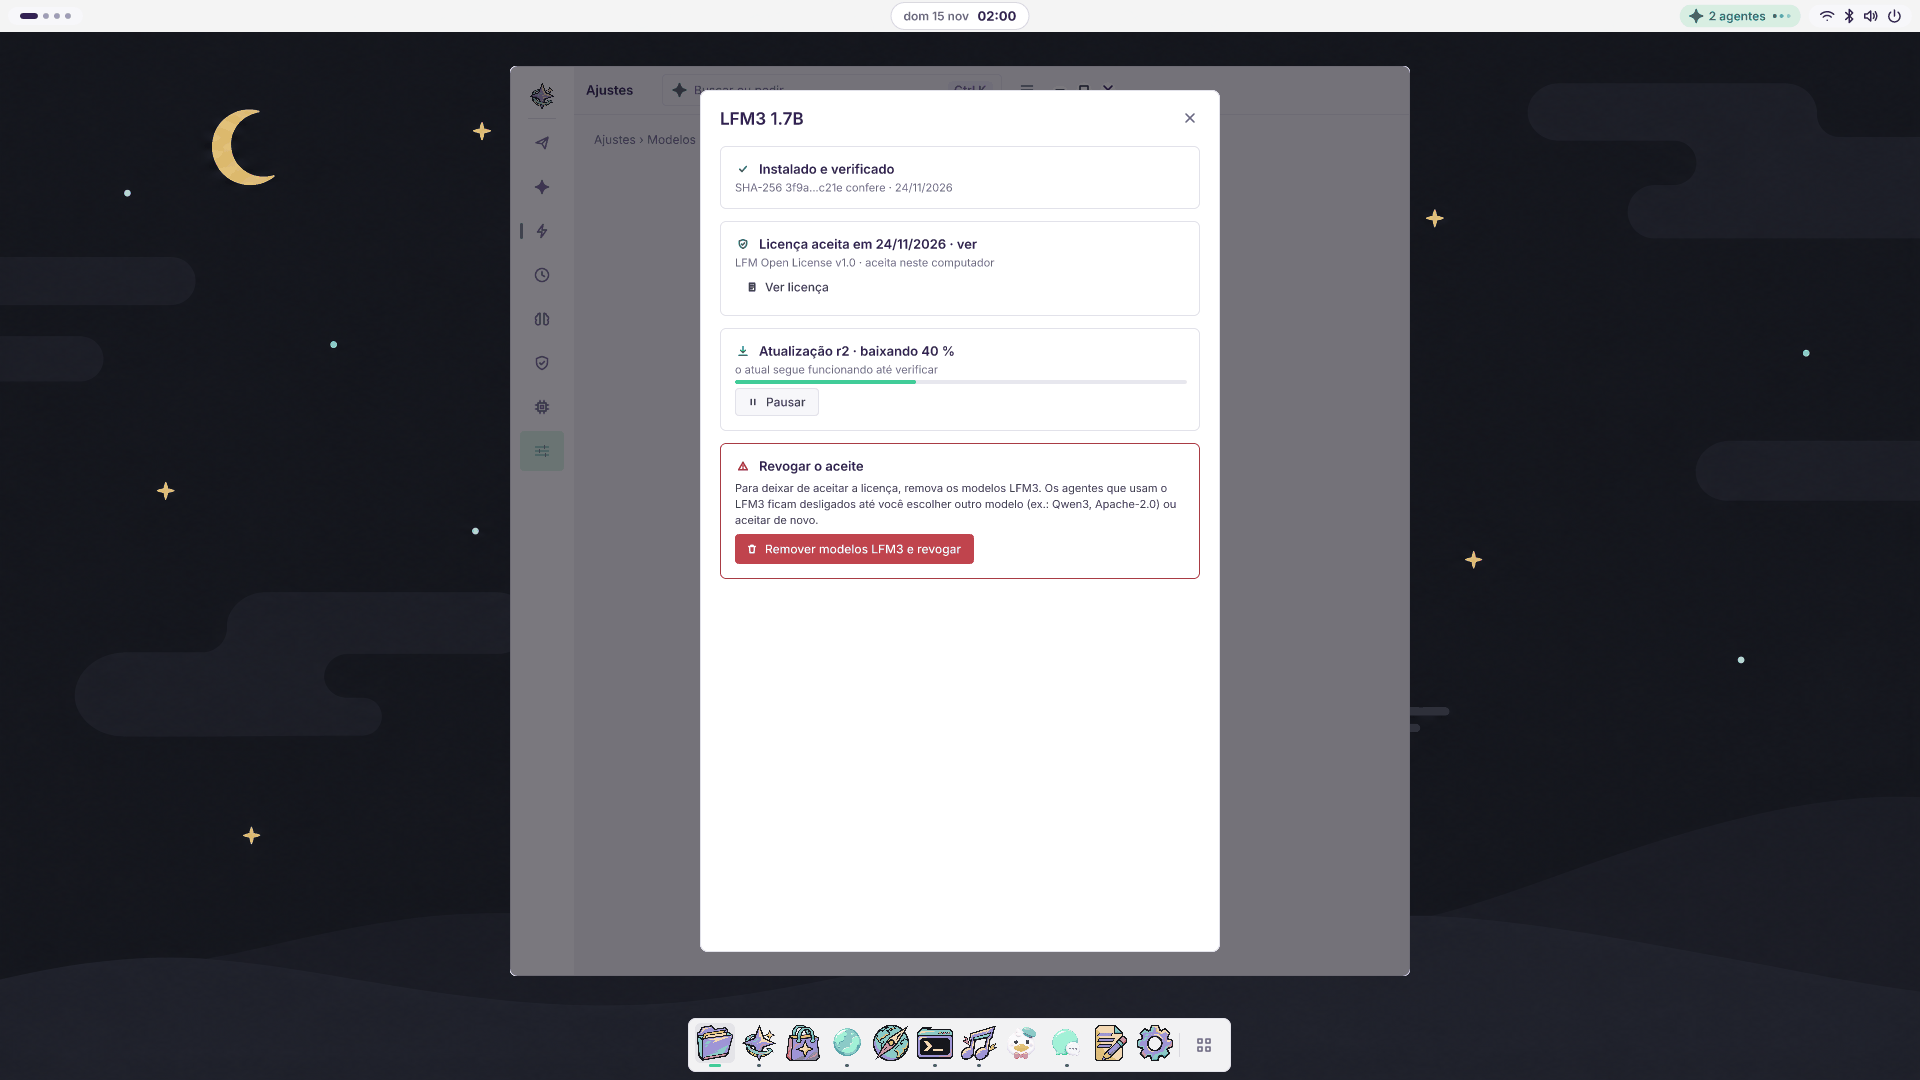 dom 15 nov 02:00
2 agentes
Ajustes
Ajustes › Modelos
LFM3 1.7B
Instalado e verificado
SHA-256 3f9a...c21e confere · 24/11/2026
Licença aceita em 24/11/2026 · ver
LFM Open License v1.0 · aceita neste computador
Ver licença
Atualização r2 · baixando 40 %
o atual segue funcionando até verificar
Pausar
Revogar o aceite
Para deixar de aceitar a licença, remova os modelos LFM3. Os agentes que usam o
LFM3 ficam desligados até você escolher outro modelo (ex.: Qwen3, Apache-2.0) ou
aceitar de novo.
Remover modelos LFM3 e revogar